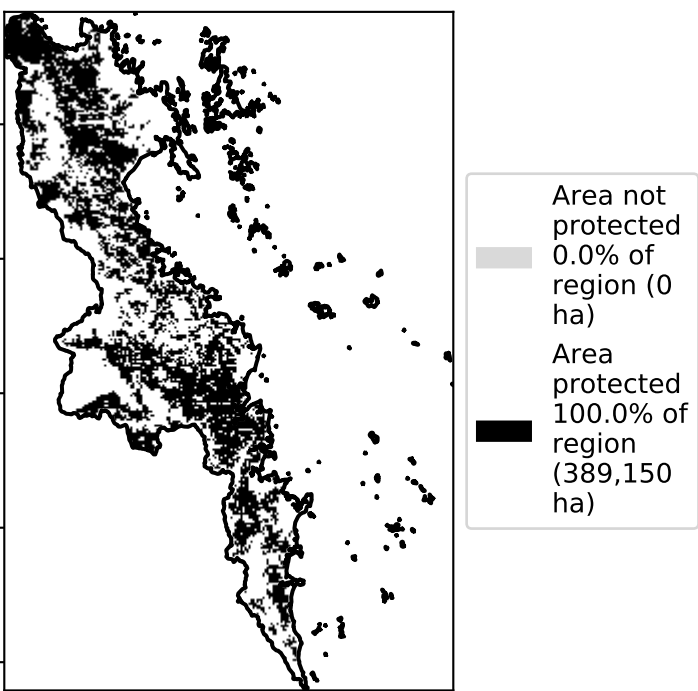 Area not
protected
0.0% of
region (0
ha)
Area
protected
100.0% of
region
(389,150
ha)